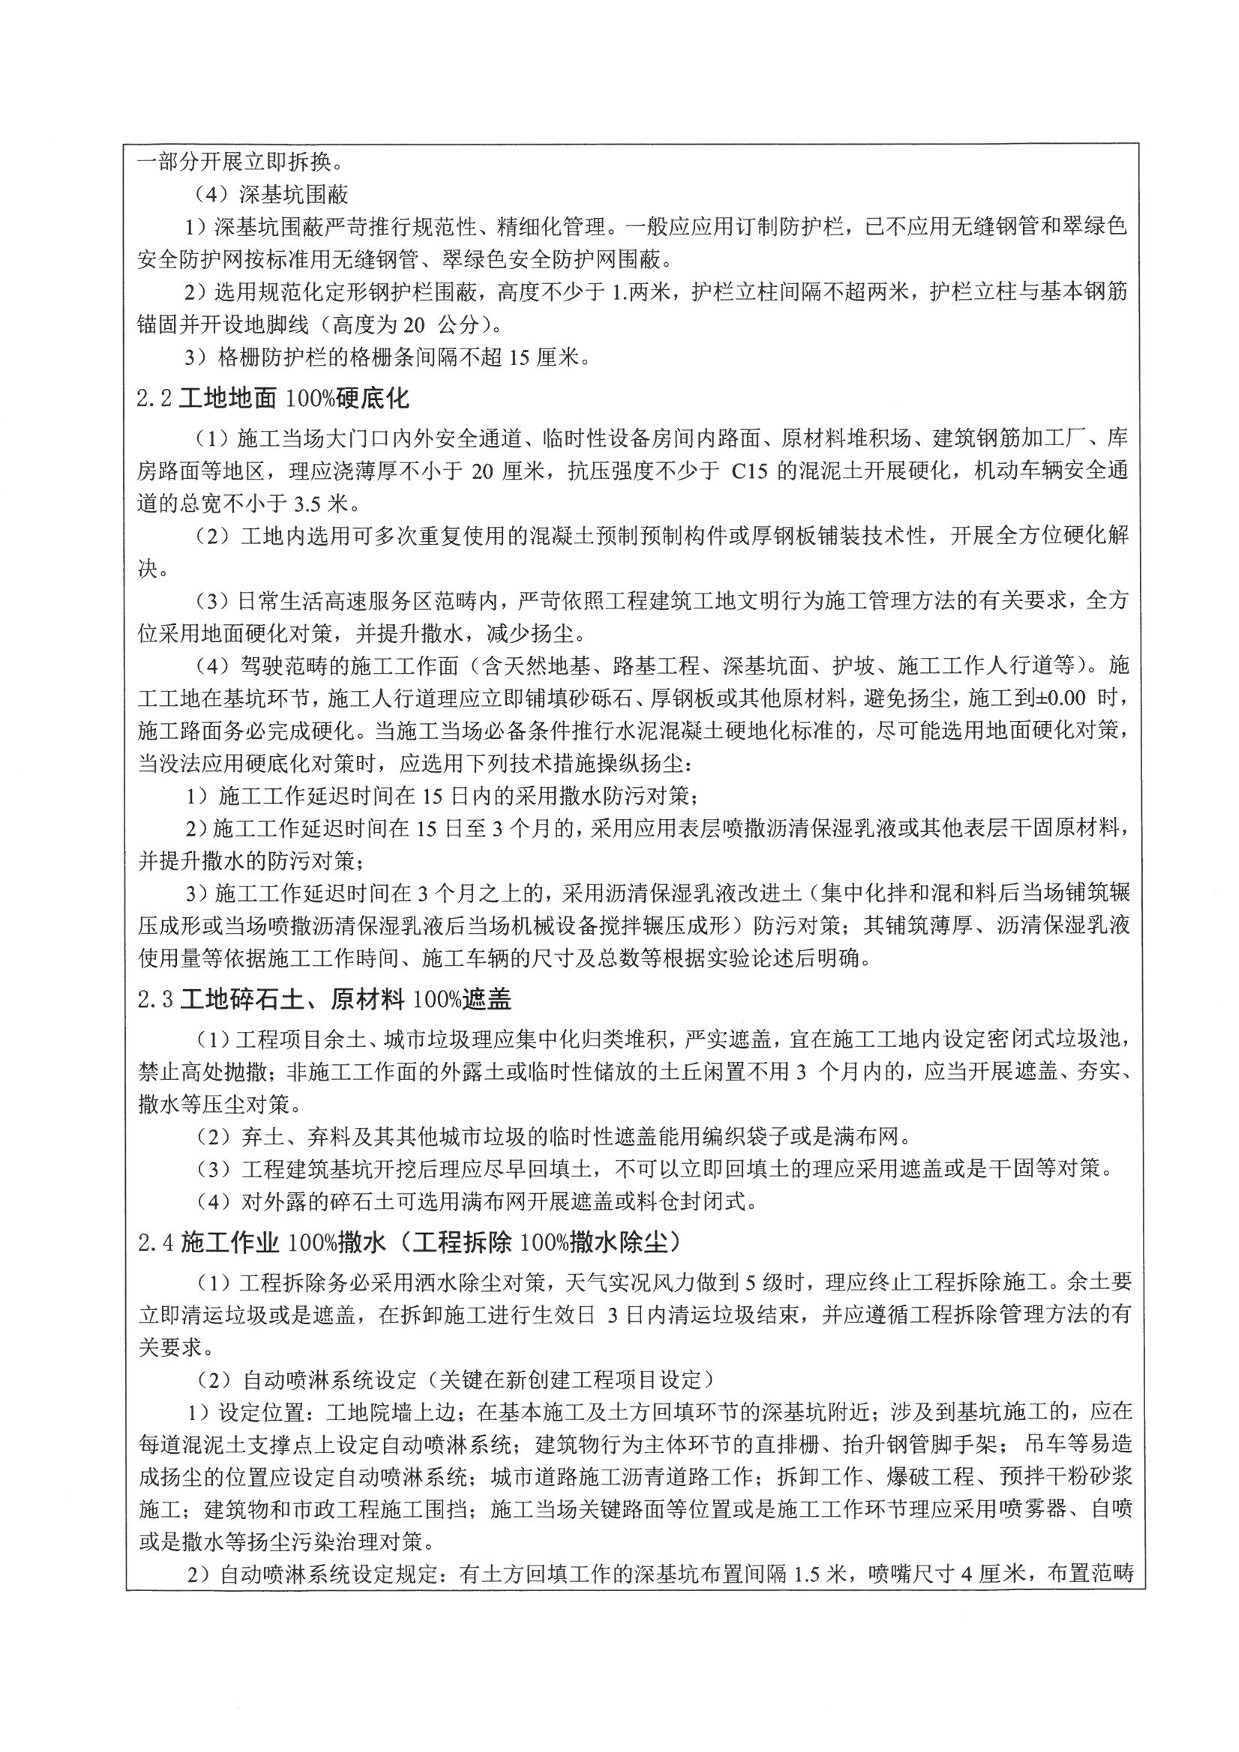 一部分开展立即拆换。
（4）深基坑围蔽
1）深基坑围蔽严苛推行规范性、精细化管理。一般应应用订制防护栏，已不应用无缝钢管和翠绿色
安全防护网按标准用无缝钢管、翠绿色安全防护网围蔽。
2）选用规范化定形钢护栏围蔽，高度不少于1.两米，护栏立柱间隔不超两米，护栏立柱与基本钢筋
锚固并开设地脚线（高度为20 公分）。
3）格栅防护栏的格栅条间隔不超 15 厘米。
2.2 工地地面 100%硬底化
（1）施工当场大门口内外安全通道、临时性设备房间内路面、原材料堆积场、建筑钢筋加工厂、库
房路面等地区，理应浇薄厚不小于 20 厘米，抗压强度不少于 C15 的混泥土开展硬化，机动车辆安全通
道的总宽不小于 3.5 米。
（2）工地内选用可多次重复使用的混凝土预制预制构件或厚钢板铺装技术性，开展全方位硬化解
决。
（3）日常生活高速服务区范畴内，严苛依照工程建筑工地文明行为施工管理方法的有关要求，全方
位采用地面硬化对策，并提升撒水，减少扬尘。
（4）驾驶范畴的施工工作面（含天然地基、路基工程、深基坑面、护坡、施工工作人行道等）。施
工工地在基坑环节，施工人行道理应立即铺填砂砾石、厚钢板或其他原材料，避免扬尘，施工到±0.00 时，
施工路面务必完成硬化。当施工当场必备条件推行水泥混凝土硬地化标准的，尽可能选用地面硬化对策，
当没法应用硬底化对策时，应选用下列技术措施操纵扬尘：
1）施工工作延迟时间在 15 日内的采用撒水防污对策；
2）施工工作延迟时间在 15 日至 3 个月的，采用应用表层喷撒沥清保湿乳液或其他表层干固原材料，
并提升撒水的防污对策；
3）施工工作延迟时间在 3 个月之上的，采用沥清保湿乳液改进土（集中化拌和混和料后当场铺筑辗
压成形或当场喷撒沥清保湿乳液后当场机械设备搅拌辗压成形）防污对策；其铺筑薄厚、沥清保湿乳液
使用量等依据施工工作時间、施工车辆的尺寸及总数等根据实验论述后明确。
2.3 工地碎石土、原材料 100%遮盖
（1）工程项目余土、城市垃圾理应集中化归类堆积，严实遮盖，宜在施工工地内设定密闭式垃圾池，
禁止高处抛撒；非施工工作面的外露土或临时性储放的土丘闲置不用 3 个月内的，应当开展遮盖、夯实、
撒水等压尘对策。
（2）弃土、弃料及其其他城市垃圾的临时性遮盖能用编织袋子或是满布网。
（3）工程建筑基坑开挖后理应尽早回填土，不可以立即回填土的理应采用遮盖或是干固等对策。
（4）对外露的碎石土可选用满布网开展遮盖或料仓封闭式。
2.4 施工作业 100%撒水（工程拆除 100%撒水除尘）
（1）工程拆除务必采用洒水除尘对策，天气实况风力做到 5 级时，理应终止工程拆除施工。余土要
立即清运垃圾或是遮盖，在拆卸施工进行生效日 3 日内清运垃圾结束，并应遵循工程拆除管理方法的有
关要求。
（2）自动喷淋系统设定（关键在新创建工程项目设定）
1）设定位置：工地院墙上边；在基本施工及土方回填环节的深基坑附近；涉及到基坑施工的，应在
每道混泥土支撑点上设定自动喷淋系统；建筑物行为主体环节的直排栅、抬升钢管脚手架；吊车等易造
成扬尘的位置应设定自动喷淋系统；城市道路施工沥青道路工作；拆卸工作、爆破工程、预拌干粉砂浆
施工；建筑物和市政工程施工围挡；施工当场关键路面等位置或是施工工作环节理应采用喷雾器、自喷
或是撒水等扬尘污染治理对策。
2）自动喷淋系统设定规定：有土方回填工作的深基坑布置间隔 1.5 米，喷嘴尺寸 4 厘米，布置范畴